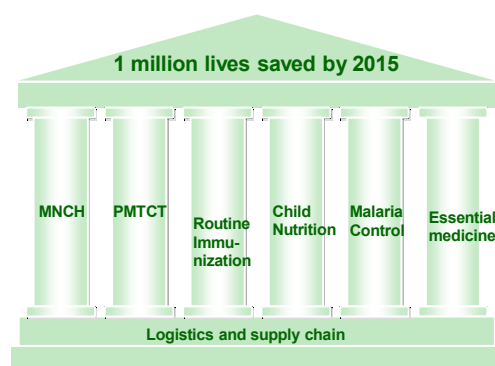 1 million lives saved by 2015
MNCH
PMTCT
Routine
Immu-
nization
Child
Nutrition
Malaria
Control
Essential
medicine
Logistics and supply chain